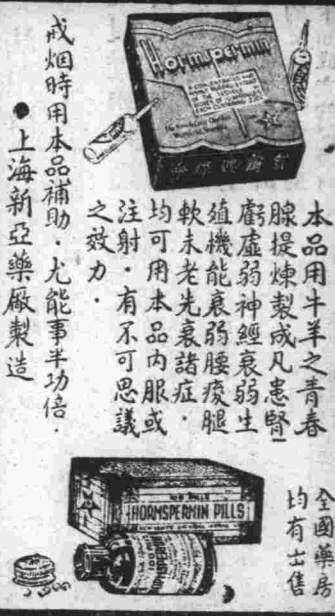 Hormspermin
本品用牛羊之青春
腺提煉製成凡患腎
虧虛弱神經衰弱生
殖機能衰弱腰痠腿
軟未老先衰諸症·
均可用本品內服或
注射·有不可思議
之效力·
戒烟時用本品補助·尤能事半功倍·
●上海新亞藥厰製造
100 PILLS
HORMSPERMIN PILLS
全國藥房
均有出售